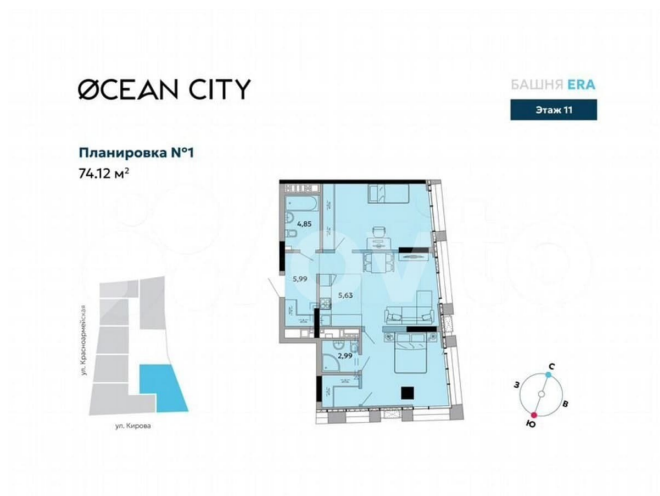 ØCEAN CITY
БАШНЯ ERA
Этаж 11
Планировка №1
74.12 м²
4,85
5,99
5,63
2,99
ул. Красноармейская
ул. Кирова
С
З
В
Ю
Avito